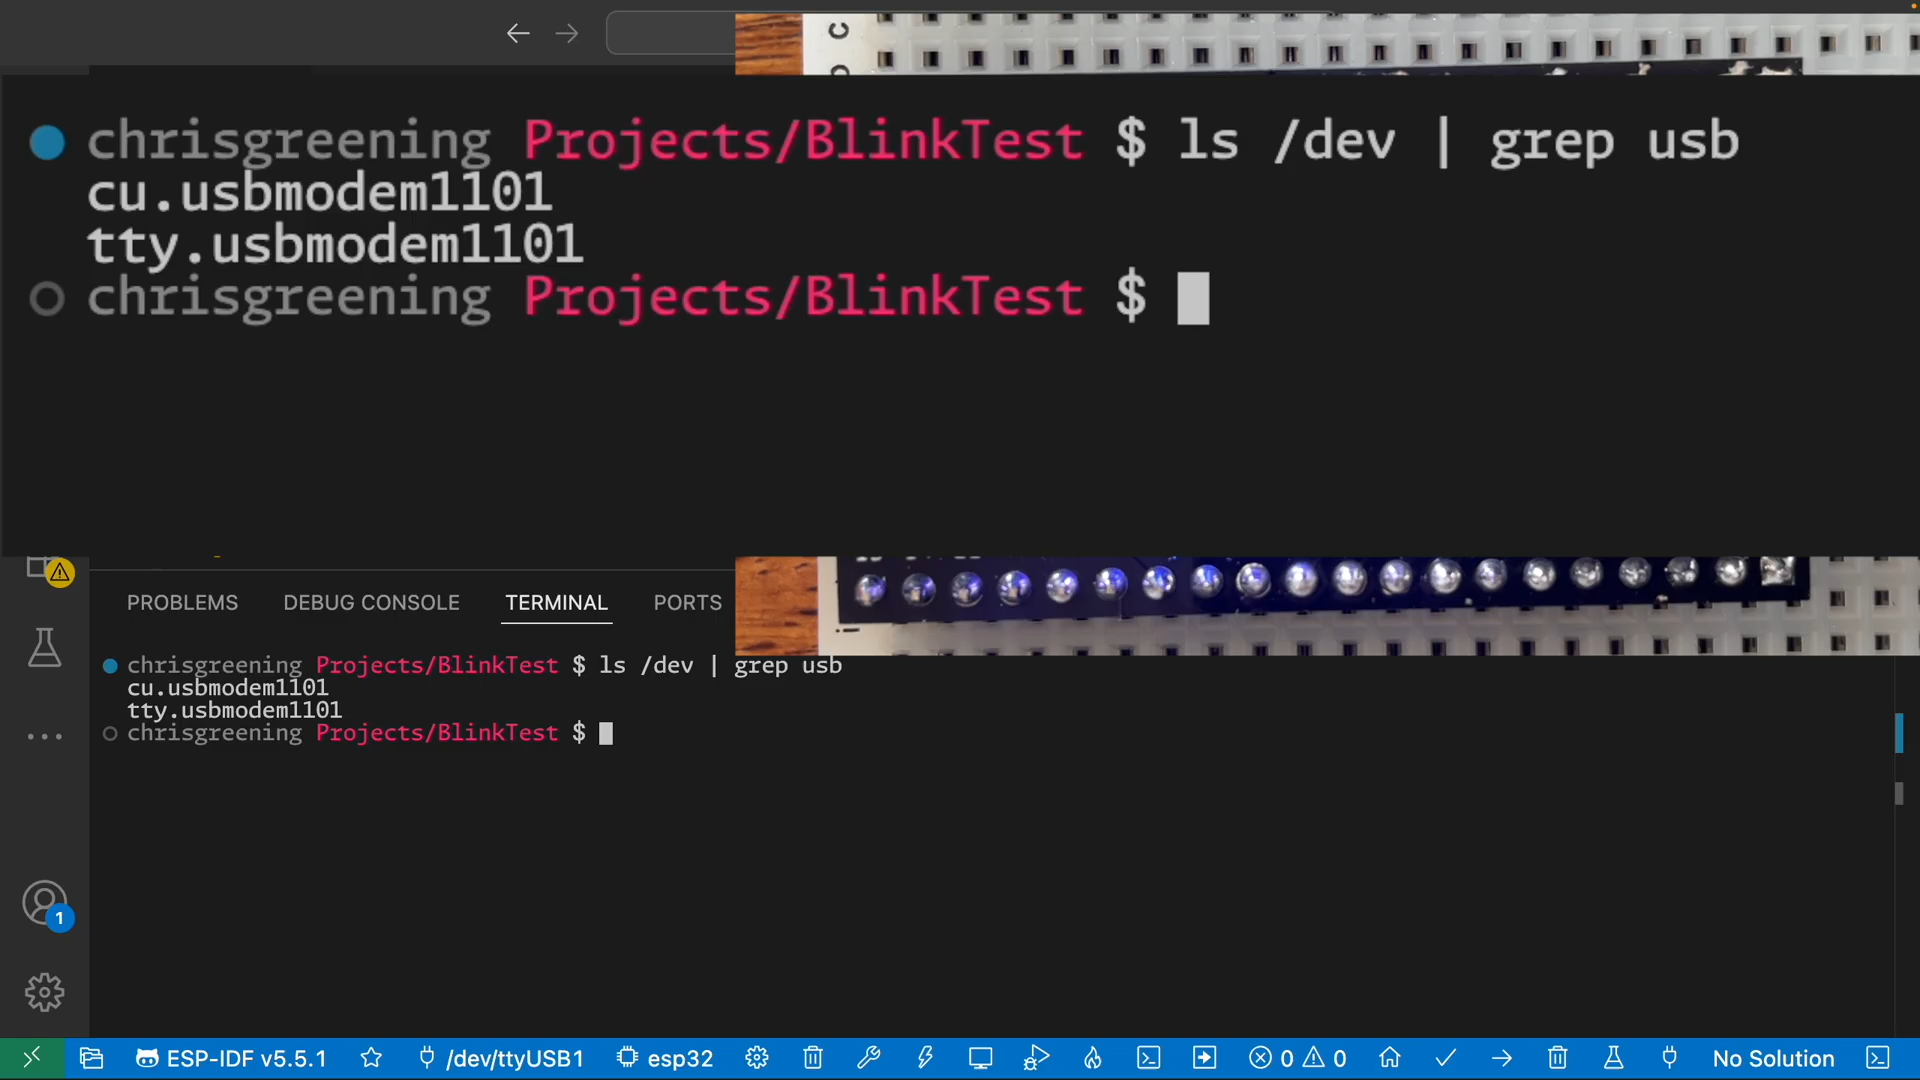 C
chrisgreening Projects/BlinkTest $ ls /dev | grep usb
cu.usbmodem1101
tty.usbmodem1101
chrisgreening Projects/BlinkTest $
PROBLEMS DEBUG CONSOLE TERMINAL PORTS
chrisgreening Projects/BlinkTest $ ls /dev | grep usb
cu.usbmodem1101
tty.usbmodem1101
chrisgreening Projects/BlinkTest $
1
ESP-IDF v5.5.1 /dev/ttyUSB1 esp32 0 0 No Solution